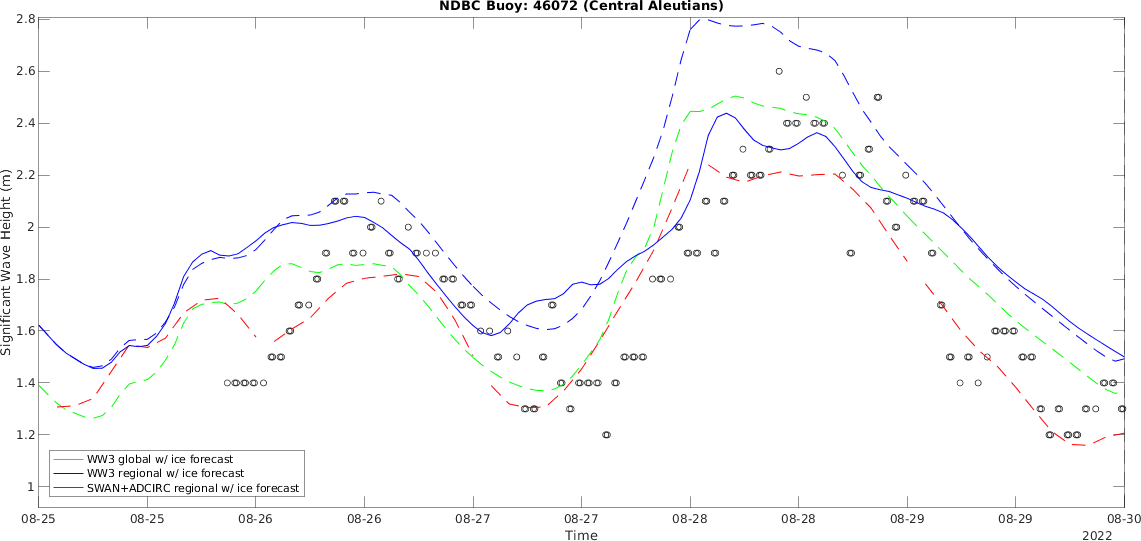 NDBC Buoy: 46072 (Central Aleutians)
2.8
2.6
2.4
2.2
2
1.8
1.6
1.4
1.2
1
Significant Wave Height (m)
WW3 global w/ ice forecast
WW3 regional w/ ice forecast
SWAN+ADCIRC regional w/ ice forecast
08-25 08-25 08-26 08-26 08-27 08-27 08-28 08-28 08-29 08-29 08-30
Time
2022